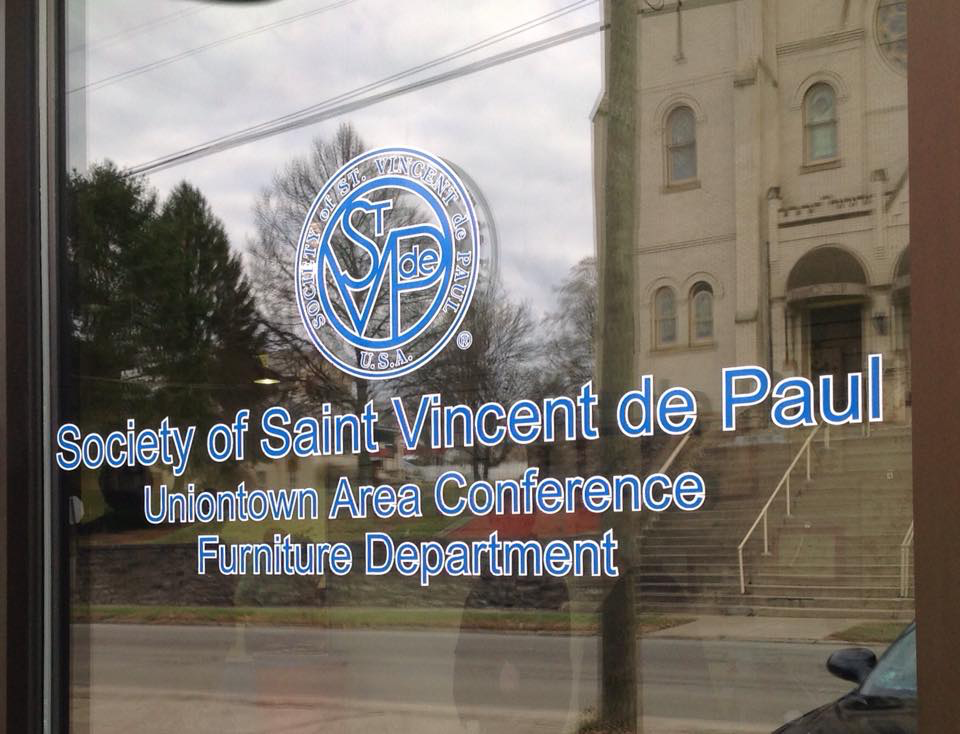 SOCIETY of ST. VINCENT de PAUL
ST
V de P
U.S.A.
®
Society of Saint Vincent de Paul
Uniontown Area Conference
Furniture Department